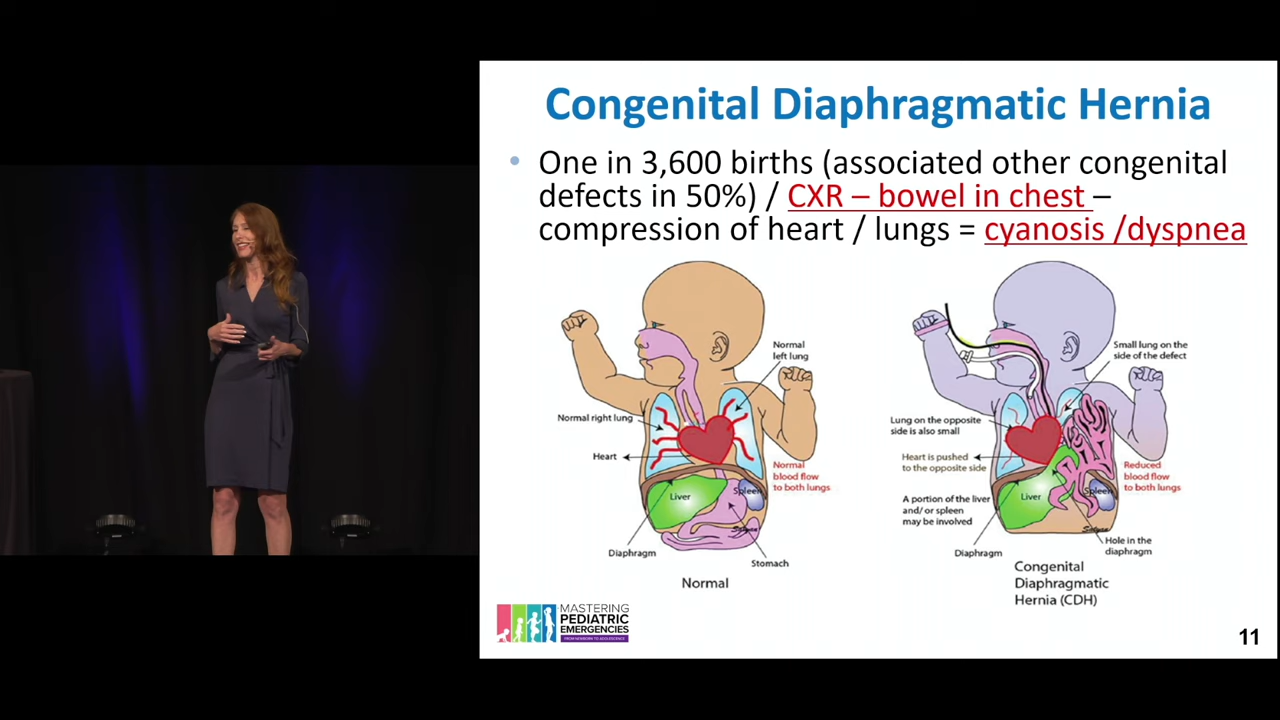 Congenital Diaphragmatic Hernia
• One in 3,600 births (associated other congenital
defects in 50%) / CXR – bowel in chest –
compression of heart / lungs = cyanosis /dyspnea
Normal
left lung
Normal right lung
Heart
Normal
blood flow
to both lungs
Liver
Spleen
Diaphragm
Stomach
Normal
Small lung on the
side of the defect
Lung on the opposite
side is also small
Heart is pushed
to the opposite side
Reduced
blood flow
to both lungs
A portion of the liver
and/ or spleen
may be involved
Liver
Spleen
Hole in the
diaphragm
Diaphragm
Congenital
Diaphragmatic
Hernia (CDH)
MASTERING
PEDIATRIC
EMERGENCIES
FROM NEWBORN TO ADOLESCENCE
11